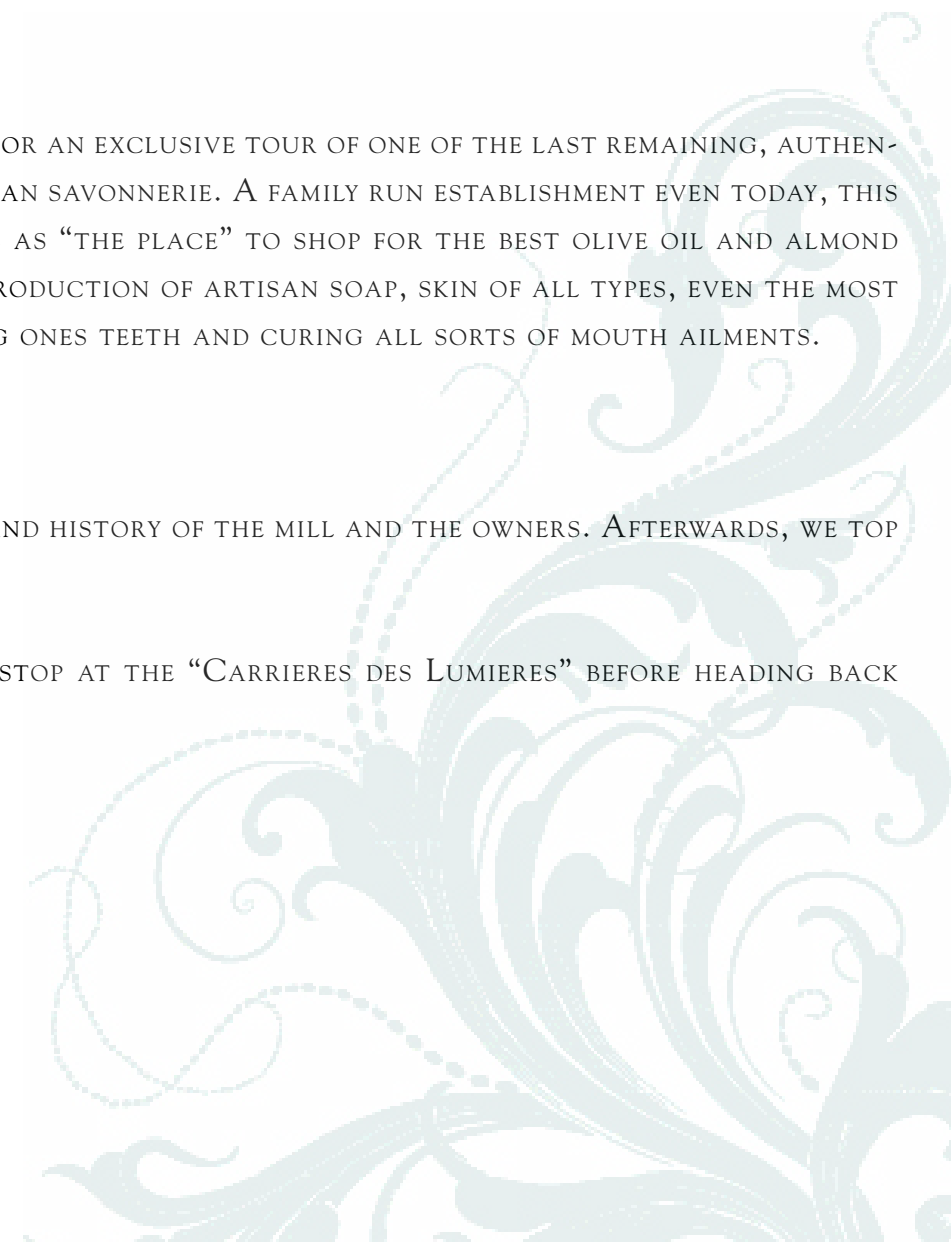 OR AN EXCLUSIVE TOUR OF ONE OF THE LAST REMAINING, AUTHEN-
AN SAVONNERIE. A FAMILY RUN ESTABLISHMENT EVEN TODAY, THIS
AS “THE PLACE” TO SHOP FOR THE BEST OLIVE OIL AND ALMOND
RODUCTION OF ARTISAN SOAP, SKIN OF ALL TYPES, EVEN THE MOST
G ONES TEETH AND CURING ALL SORTS OF MOUTH AILMENTS.
ND HISTORY OF THE MILL AND THE OWNERS. AFTERWARDS, WE TOP
STOP AT THE “CARRIERES DES LUMIERES” BEFORE HEADING BACK